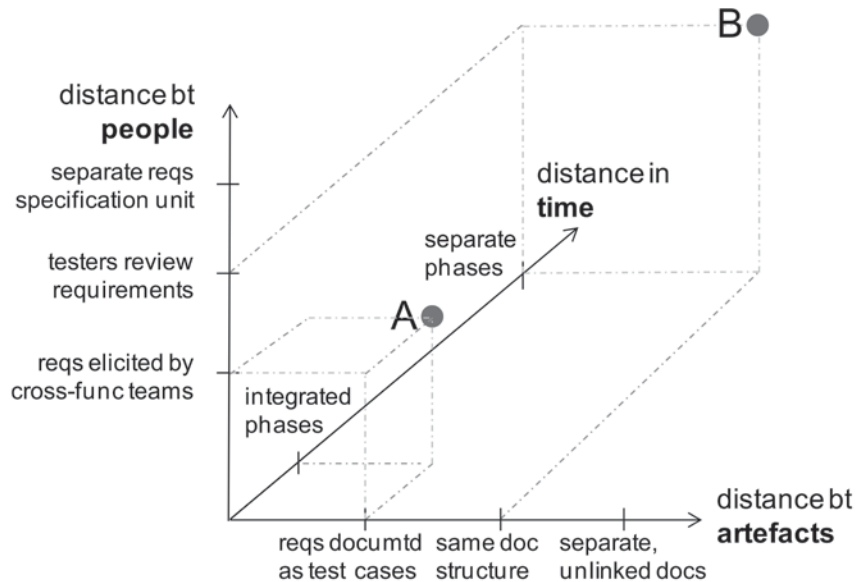 B
distance bt
people
separate reqs
specification unit
distance in
time
separate
phases
testers review
requirements
A
reqs elicited by
cross-func teams
integrated
phases
distance bt
artefacts
reqs documtd
as test cases
same doc
structure
separate,
unlinked docs